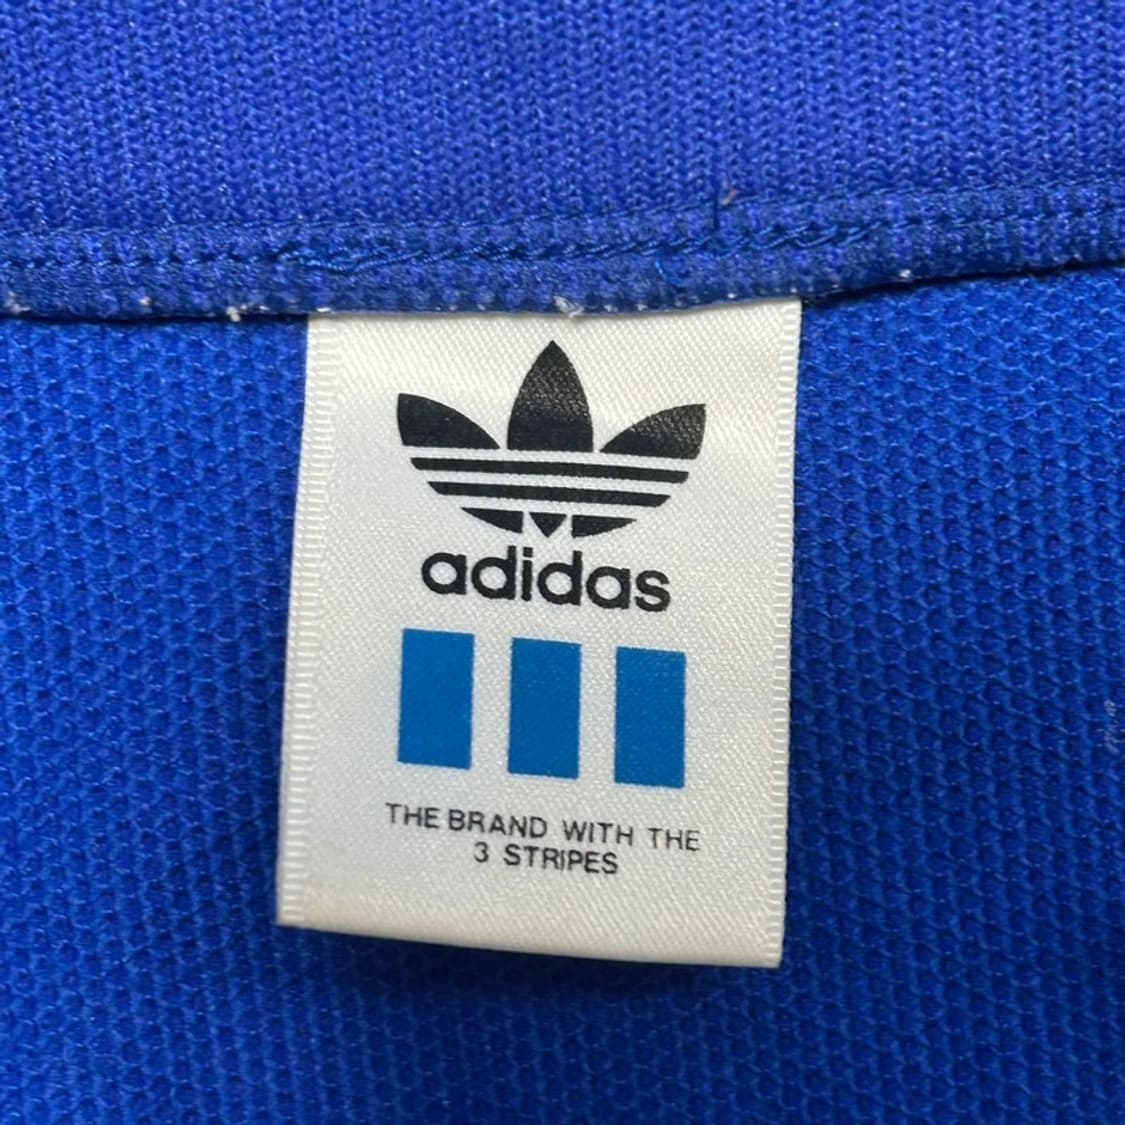 adidas
THE BRAND WITH THE
3 STRIPES